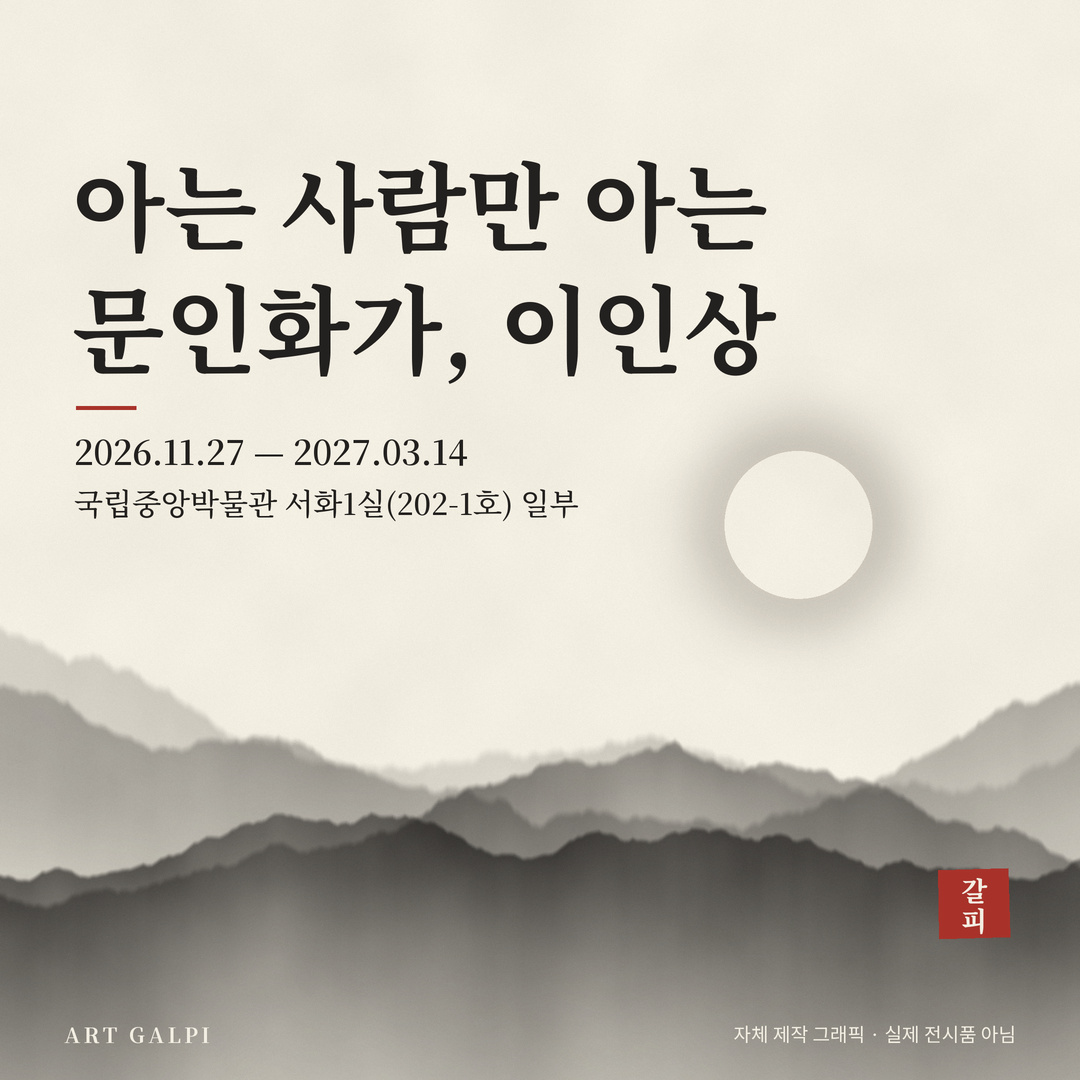 아는 사람만 아는
문인화가, 이인상
2026.11.27 — 2027.03.14
국립중앙박물관 서화1실(202-1호) 일부
갈
피
ART GALPI
자체 제작 그래픽 · 실제 전시품 아님